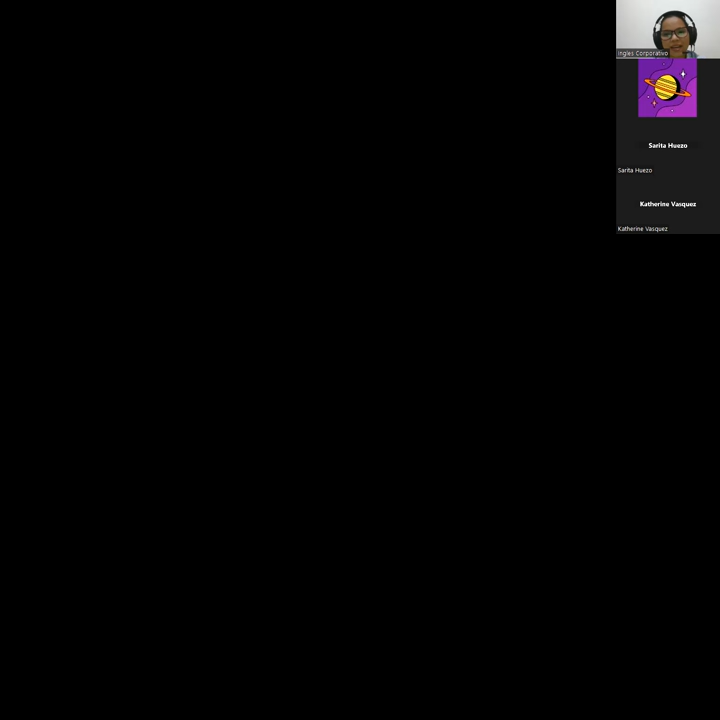 Ingles Corporativo
Sarita Huezo
Sarita Huezo
Katherine Vasquez
Katherine Vasquez